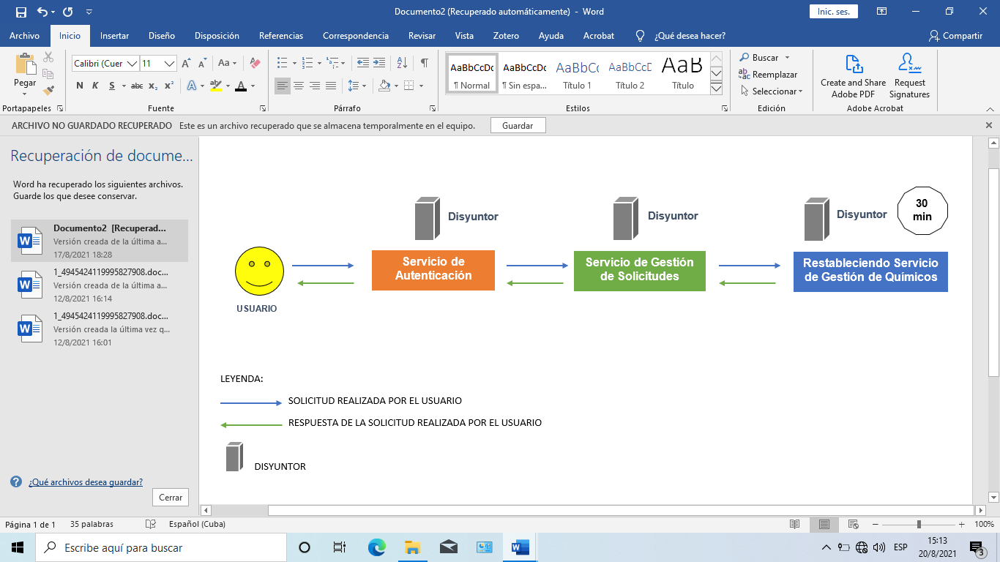 Documento2 (Recuperado automáticamente) - Word
Inic. ses.
Archivo Inicio Insertar Diseño Disposición Referencias Correspondencia Revisar Vista Zotero Ayuda Acrobat ¿Qué desea hacer? Compartir
Pegar
Portapapeles
Calibri (Cuer 11
Aa
N K S abc x₂ x²
Fuente
Párrafo
AaBbCcDc AaBbCcDc AaBbCc AaBbCcD AaB
¶ Normal ¶ Sin espa... Título 1 Título 2 Título
Estilos
Buscar
Reemplazar
Seleccionar
Edición
Create and Share
Adobe PDF
Request
Signatures
Adobe Acrobat
ARCHIVO NO GUARDADO RECUPERADO Este es un archivo recuperado que se almacena temporalmente en el equipo. Guardar
Recuperación de docume...
Word ha recuperado los siguientes archivos.
Guarde los que desee conservar.
Documento2 [Recuperad...
Versión creada de la última a...
17/8/2021 18:28
1_4945424119995827908.doc...
Versión creada de la última a...
12/8/2021 16:14
1_4945424119995827908.doc...
Versión creada la última vez q...
12/8/2021 16:01
¿Qué archivos desea guardar?
Cerrar
Disyuntor
Disyuntor
Disyuntor
30
min
USUARIO
Servicio de
Autenticación
Servicio de Gestión
de Solicitudes
Restableciendo Servicio
de Gestión de Químicos
LEYENDA:
SOLICITUD REALIZADA POR EL USUARIO
RESPUESTA DE LA SOLICITUD REALIZADA POR EL USUARIO
DISYUNTOR
Página 1 de 1 35 palabras Español (Cuba) 100%
Escribe aquí para buscar
ESP
15:13
20/8/2021
3